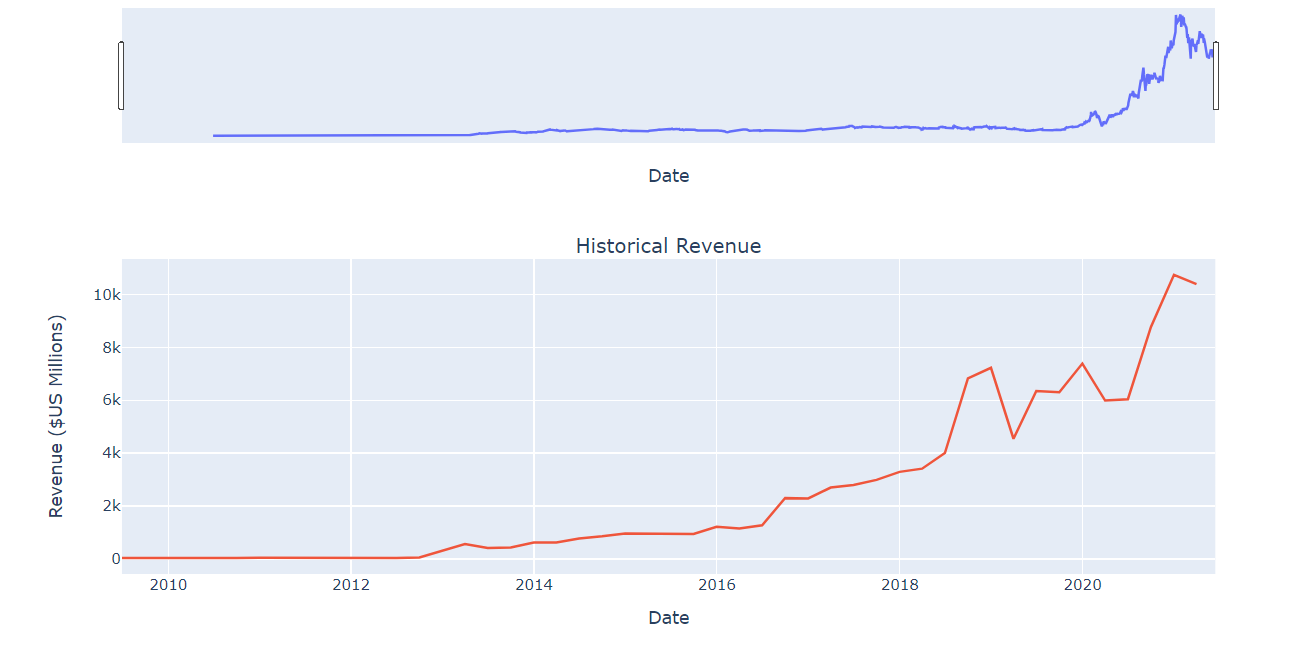 Date
Historical Revenue
10k
8k
6k
4k
2k
0
Revenue ($US Millions)
2010 2012 2014 2016 2018 2020
Date